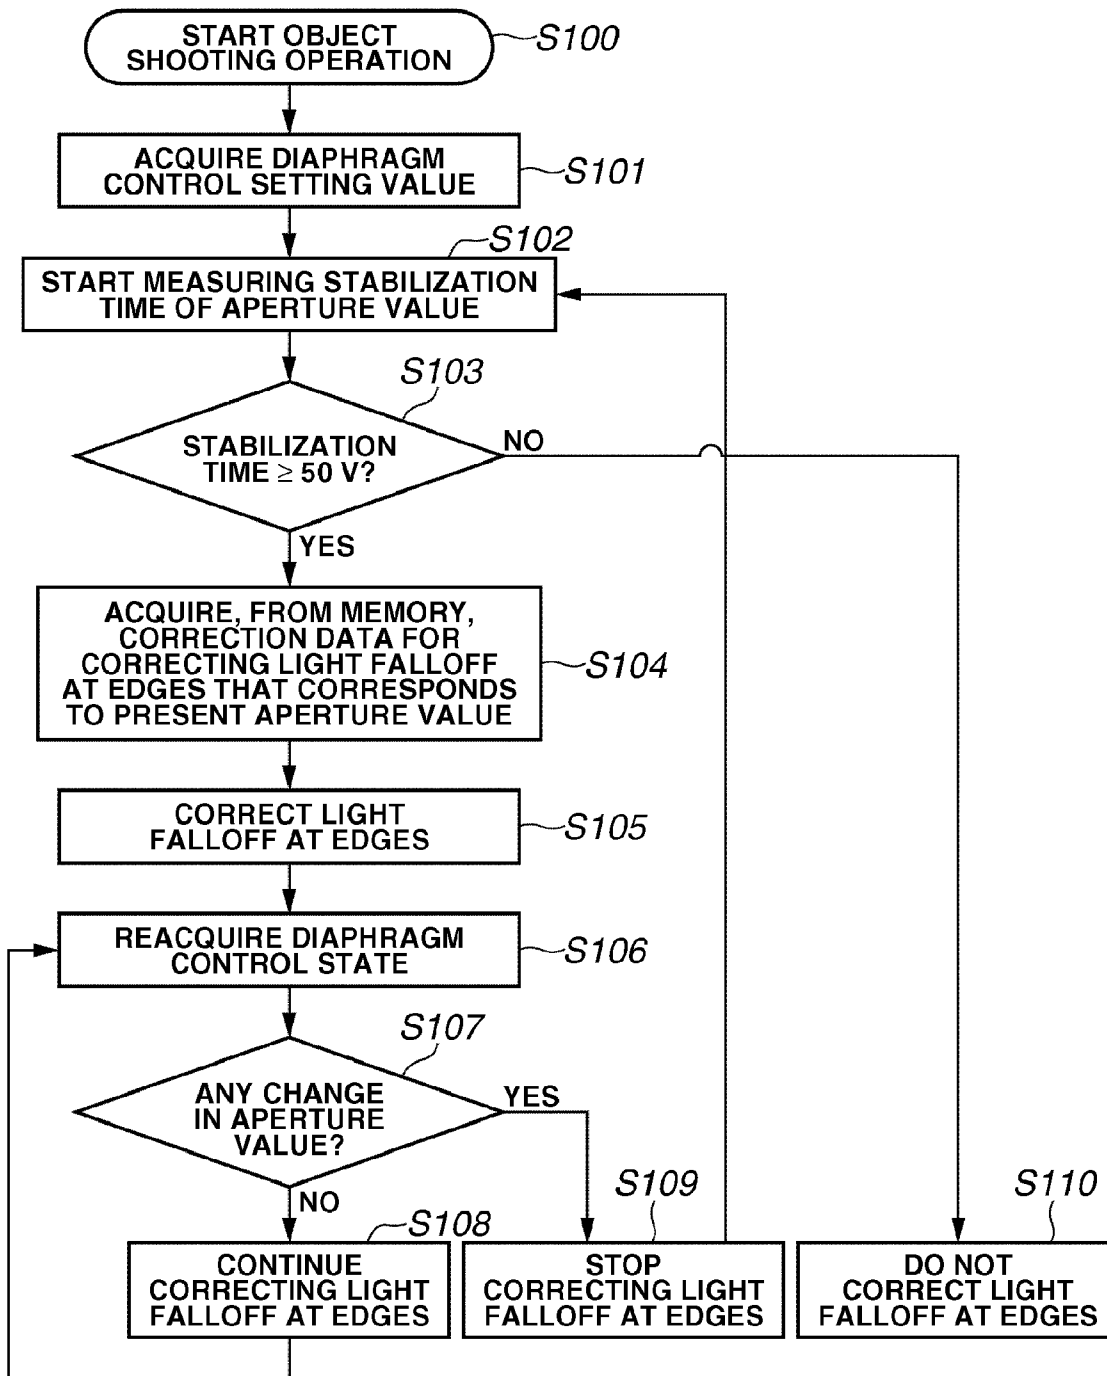 START OBJECT
SHOOTING OPERATION
S100
ACQUIRE DIAPHRAGM
CONTROL SETTING VALUE
S101
S102
START MEASURING STABILIZATION
TIME OF APERTURE VALUE
S103
STABILIZATION
TIME ≥ 50 V?
NO
YES
ACQUIRE, FROM MEMORY,
CORRECTION DATA FOR
CORRECTING LIGHT FALLOFF
AT EDGES THAT CORRESPONDS
TO PRESENT APERTURE VALUE
S104
CORRECT LIGHT
FALLOFF AT EDGES
S105
REACQUIRE DIAPHRAGM
CONTROL STATE
S106
S107
ANY CHANGE
IN APERTURE
VALUE?
YES
NO
S108
CONTINUE
CORRECTING LIGHT
FALLOFF AT EDGES
S109
STOP
CORRECTING LIGHT
FALLOFF AT EDGES
S110
DO NOT
CORRECT LIGHT
FALLOFF AT EDGES